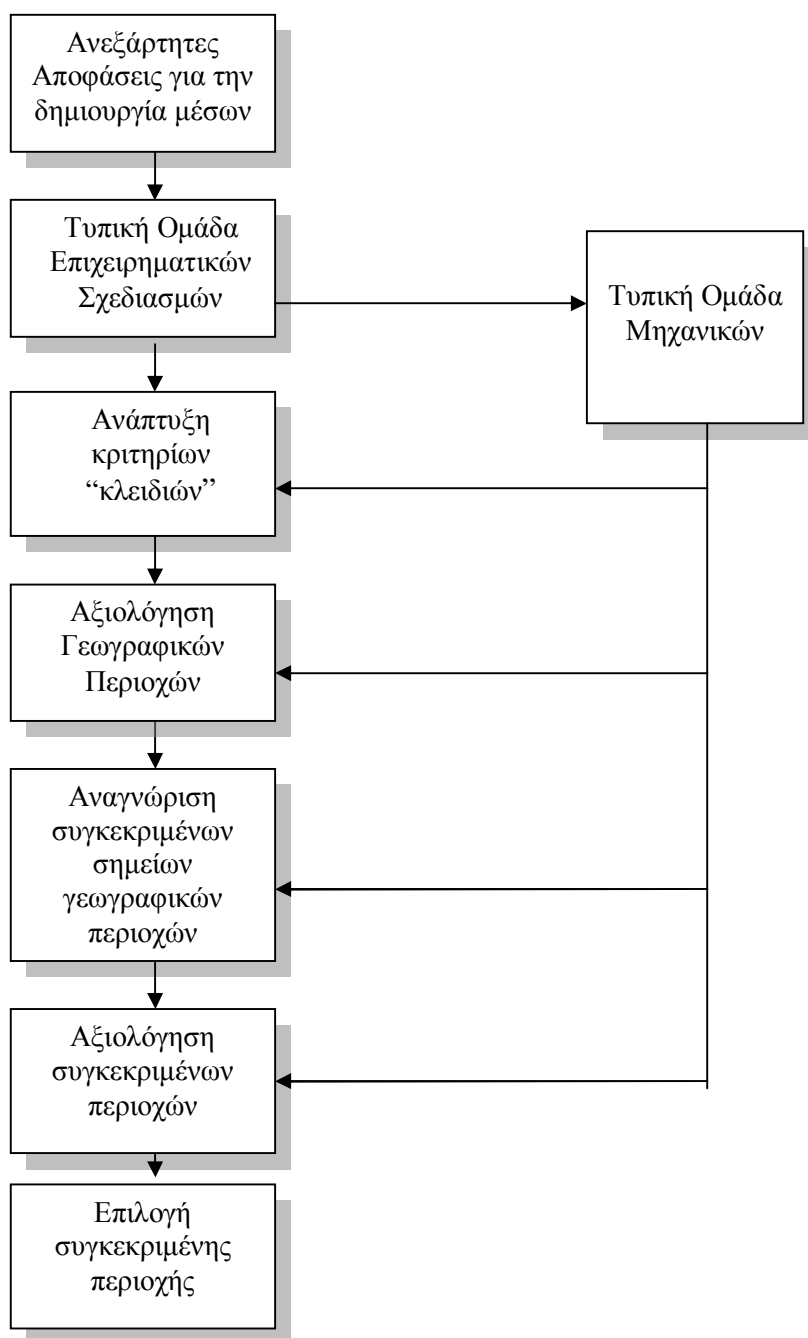 Ανεξάρτητες
Αποφάσεις για την
δημιουργία μέσων
Τυπική Ομάδα
Επιχειρηματικών
Σχεδιασμών
Τυπική Ομάδα
Μηχανικών
Ανάπτυξη
κριτηρίων
“κλειδιών”
Αξιολόγηση
Γεωγραφικών
Περιοχών
Αναγνώριση
συγκεκριμένων
σημείων
γεωγραφικών
περιοχών
Αξιολόγηση
συγκεκριμένων
περιοχών
Επιλογή
συγκεκριμένης
περιοχής